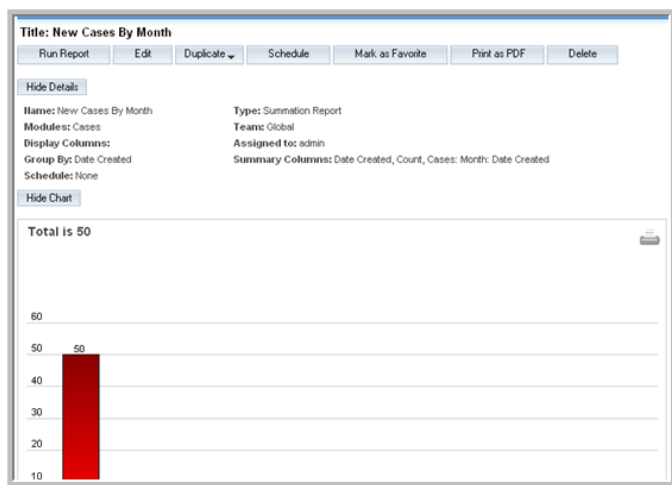 Title: New Cases By Month
Run Report Edit Duplicate Schedule Mark as Favorite Print as PDF Delete
Hide Details
Name: New Cases By Month Type: Summation Report
Modules: Cases Team: Global
Display Columns: Assigned to: admin
Group By: Date Created Summary Columns: Date Created, Count, Cases: Month: Date Created
Schedule: None
Hide Chart
Total is 50
60
50 50
40
30
20
10